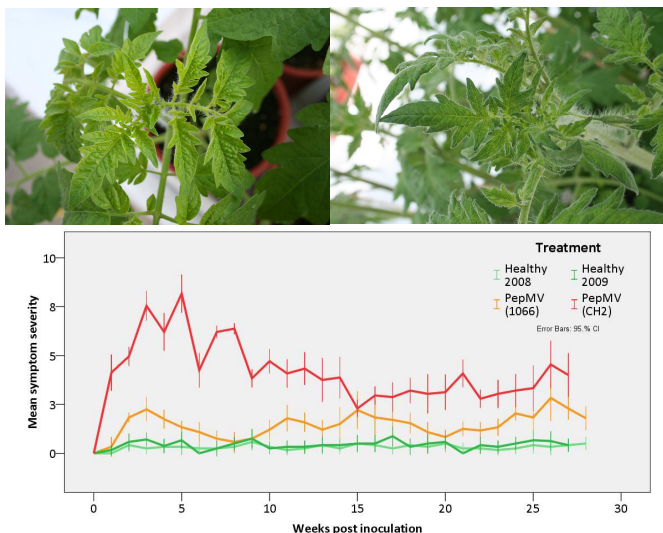 Treatment
Healthy 2008
Healthy 2009
PepMV (1066)
PepMV (CH2)
Error Bars: 95.% CI
Mean symptom severity
10
8
5
3
0
0 5 10 15 20 25 30
Weeks post inoculation